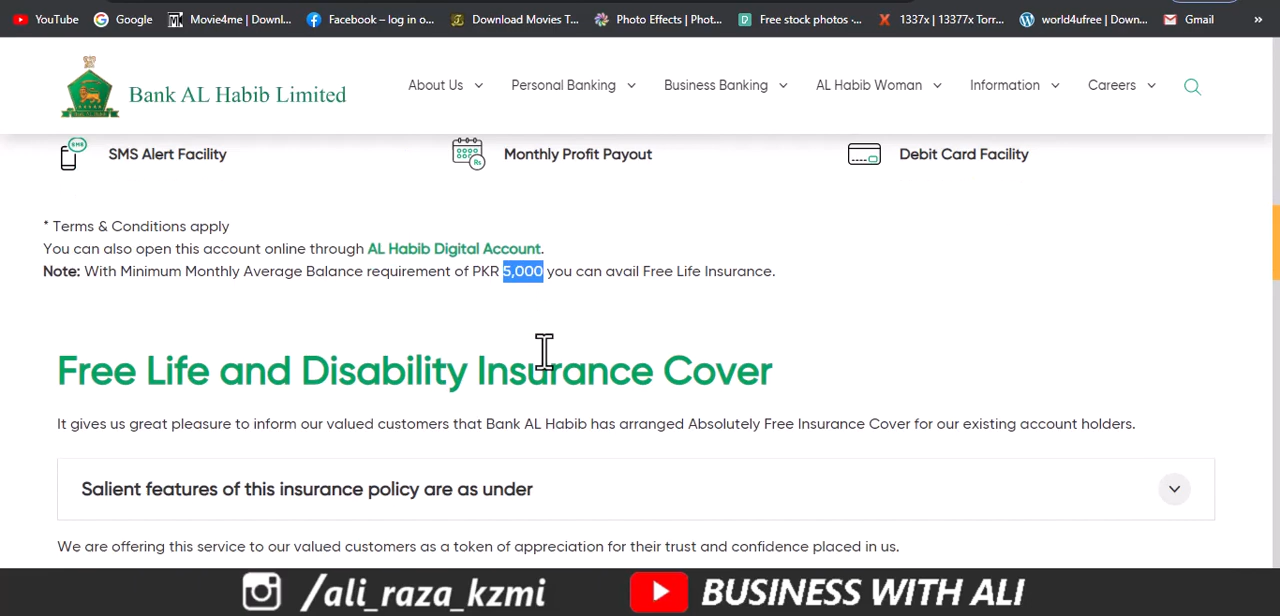 YouTube Google Movie4me | Downl... Facebook – log in o... Download Movies T... Photo Effects | Phot... Free stock photos ·... 1337x | 13377x Torr... world4ufree | Down... Gmail »
Bank AL Habib Limited About Us Personal Banking Business Banking AL Habib Woman Information Careers
SMS Alert Facility Monthly Profit Payout Debit Card Facility
* Terms & Conditions apply
You can also open this account online through AL Habib Digital Account.
Note: With Minimum Monthly Average Balance requirement of PKR 5,000 you can avail Free Life Insurance.
Free Life and Disability Insurance Cover
It gives us great pleasure to inform our valued customers that Bank AL Habib has arranged Absolutely Free Insurance Cover for our existing account holders.
Salient features of this insurance policy are as under
We are offering this service to our valued customers as a token of appreciation for their trust and confidence placed in us.
/ali_raza_kzmi BUSINESS WITH ALI